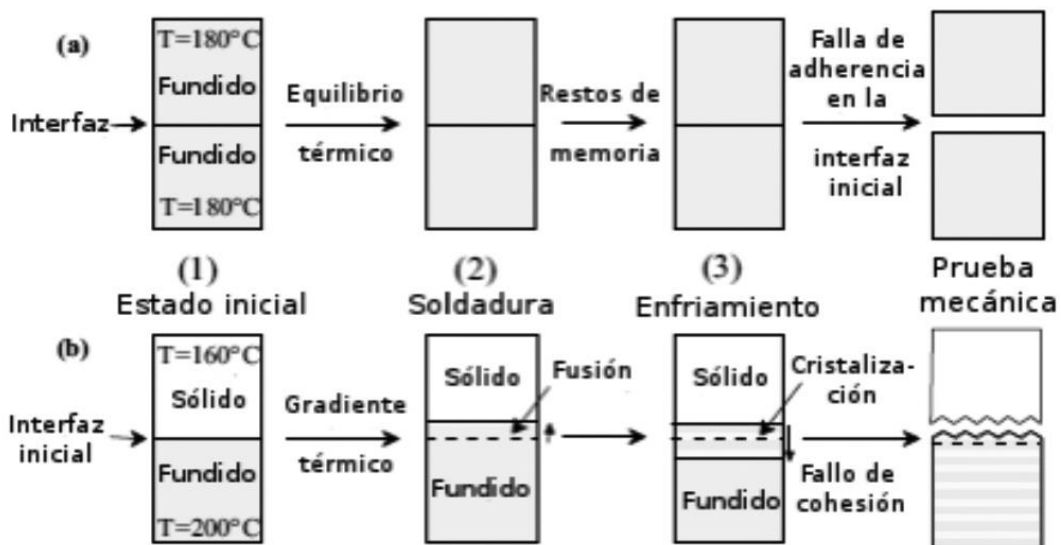 (a)
T=180°C
Fundido
Interfaz
Fundido
T=180°C
Equilibrio
térmico
Restos de
memoria
Falla de
adherencia
en la
interfaz
inicial
(1)
Estado inicial
(2)
Soldadura
(3)
Enfriamiento
Prueba
mecánica
(b)
T=160°C
Sólido
Interfaz
inicial
Fundido
T=200°C
Gradiente
térmico
Sólido
Fusión
Fundido
Sólido
Cristaliza-
ción
Fundido
Fallo de
cohesión